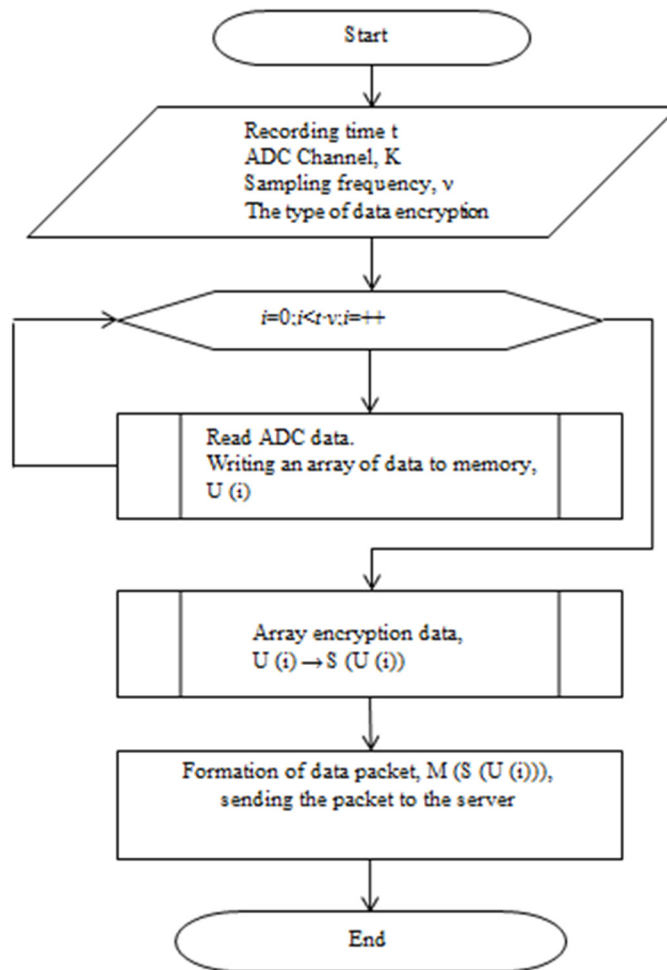 Start
Recording time t
ADC Channel, K
Sampling frequency, ν
The type of data encryption
i=0;i<t·ν;i=++
Read ADC data.
Writing an array of data to memory,
U (i)
Array encryption data,
U (i) → S (U (i))
Formation of data packet, M (S (U (i))),
sending the packet to the server
End